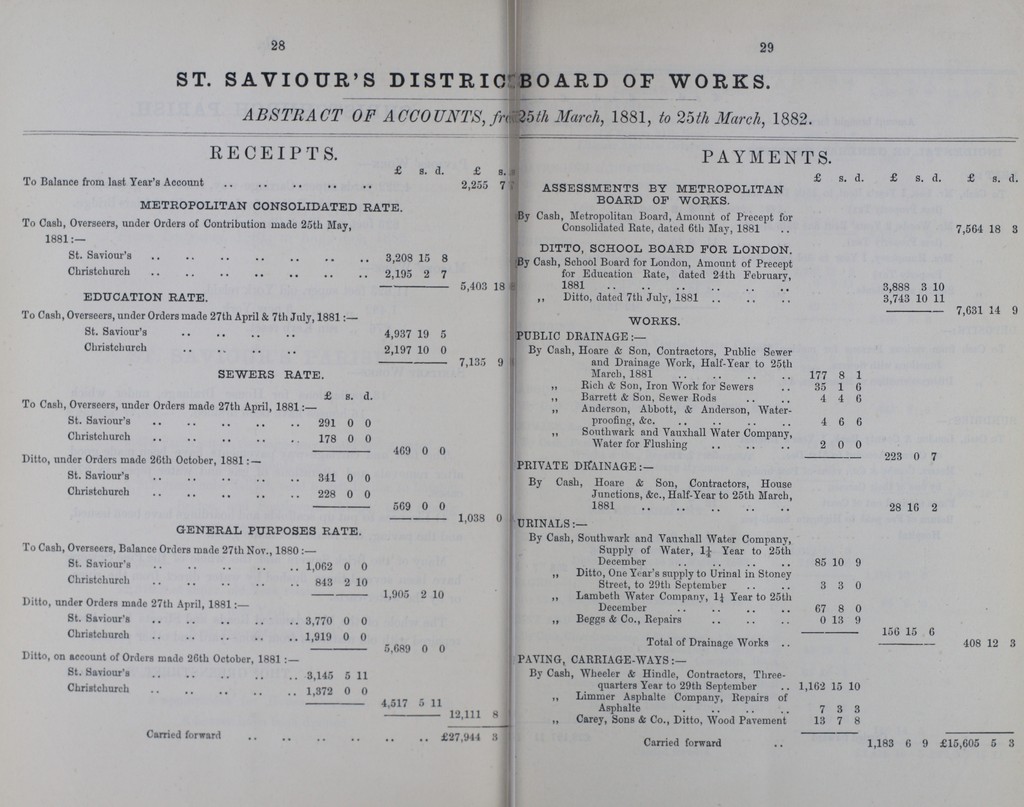 28
ST. SAVIOUR'S DISTRIC
ABSTRACT OF ACCOUNTS, fr
RECEIPTS.
£ s. d. £ s.
To Balance from last Year's Account .. .. .. .. .. 2,255 7
METROPOLITAN CONSOLIDATED RATE.
To Cash, Overseers, under Orders of Contribution made 25th May,
1881:—
St. Saviour's .. .. .. .. .. .. .. 3,208 15 8
Christchurch .. .. .. .. .. .. .. 2,195 2 7
5,403 18
EDUCATION RATE.
To Cash, Overseers, under Orders made 27th April & 7th July, 1881:—
St. Saviour's .. .. .. .. 4,937 19 5
Christchurch .. .. .. .. 2,197 10 0
7,135 9
SEWERS RATE.
£ s. d.
To Cash, Overseers, under Orders made 27th April, 1881:—
St. Saviour's .. .. .. .. .. 291 0 0
Christchurch .. .. .. .. .. 178 0 0
469 0 0
Ditto, under Orders made 26th October, 1881:—
St. Saviour's .. .. .. .. .. 341 0 0
Christchurch .. .. .. .. .. 228 0 0
569 0 0
1,038 0
GENERAL PURPOSES RATE.
To Cash, Overseers, Balance Orders made 27th Nov., 1880:—
St. Saviour's .. .. .. .. .. 1,062 0 0
Christchurch .. .. .. .. .. 843 2 10
1,905 2 10
Ditto, under Orders made 27th April, 1881:—
St. Saviour's .. .. .. .. .. 3,770 0 0
Christchurch .. .. .. .. .. 1,919 0 0
5,689 0 0
Ditto, on account of Orders made 26th October, 1881:—
St. Saviour's .. .. .. .. .. 3,145 5 11
Christchurch .. .. .. .. .. 1,372 0 0
4,517 5 11
12,111 8
Carried forward .. .. .. .. .. .. £27,944 3
29
BOARD OF WORKS.
25th March, 1881, to 25th March, 1882.
PAYMENTS.
£ s. d. £ s. d. £ s. d.
ASSESSMENTS BY METROPOLITAN
BOARD OF WORKS.
By Cash, Metropolitan Board, Amount of Precept for
Consolidated Rate, dated 6th May, 1881 .. 7,564 18 3
DITTO, SCHOOL BOARD FOR LONDON.
By Cash, School Board for London, Amount of Precept
for Education Rate, dated 24th February,
1881 .. .. .. .. .. .. 3,888 3 10
,, Ditto, dated 7th July, 1881 .. .. .. 3,743 10 11
7,631 14 9
WORKS.
PUBLIC DRAINAGE:—
By Cash, Hoare & Son, Contractors, Public Sewer
and Drainage Work, Half-Year to 25th
March, 1881 .. .. .. .. 177 8 1
,, Rich & Son, Iron Work for Sewers .. 35 1 6
,, Barrett & Son, Sewer Rods .. .. 4 4 6
,, Anderson, Abbott, & Anderson, Water-
proofing, &c. .. .. .. .. 4 6 6
,, Southwark and Vauxhall Water Company,
Water for Flushing .. .. .. 2 0 0
223 0 7
PRIVATE DRAINAGE:—
By Cash, Hoare & Son, Contractors, House
Junctions, &c., Half-Year to 25th March,
1881 .. .. .. .. .. .. 28 16 2
URINALS:—
By Cash, Southwark and Vauxhall Water Company,
Supply of Water, 1¼ Year to 25th
December .. .. .. .. 85 10 9
,, Ditto, One Year's supply to Urinal in Stoney
Street, to 29th September .. .. 3 3 0
,, Lambeth Water Company, 1¼ Year to 25th
December .. .. .. .. 67 8 0
,, Beggs & Co., Repairs .. .. .. 0 13 9
156 15 6
Total of Drainage Works .. 408 12 3
PAVING, CARRIAGE-WAYS:—
By Cash, Wheeler & Hindle, Contractors, Three-
quarters Year to 29th September .. 1,162 15 10
,, Limmer Asphalte Company, Repairs of
Asphalte . .. .. .. 7 3 3
,, Carey, Sons & Co., Ditto, Wood Pavement 13 7 8
Carried forward .. 1,183 6 9 £15,605 5 3